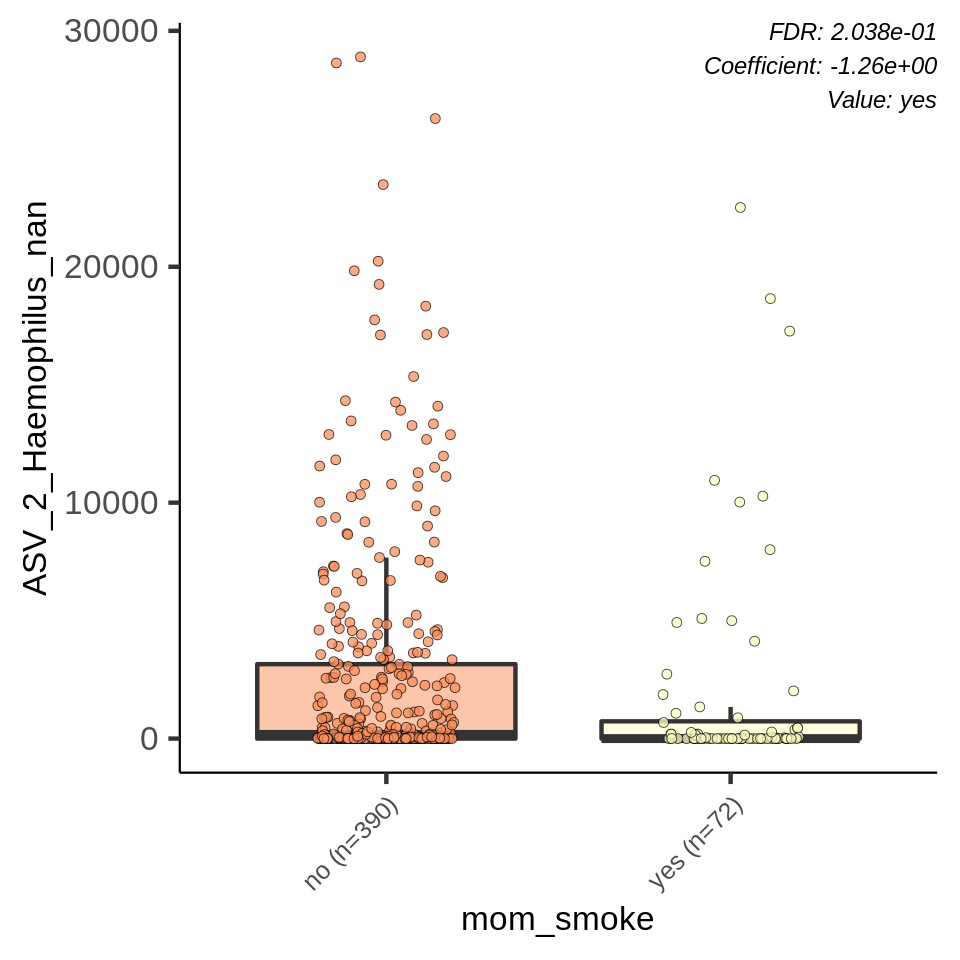 FDR: 2.038e-01
Coefficient: -1.26e+00
Value: yes
30000
20000
10000
0
ASV_2_Haemophilus_nan
no (n=390)
yes (n=72)
mom_smoke